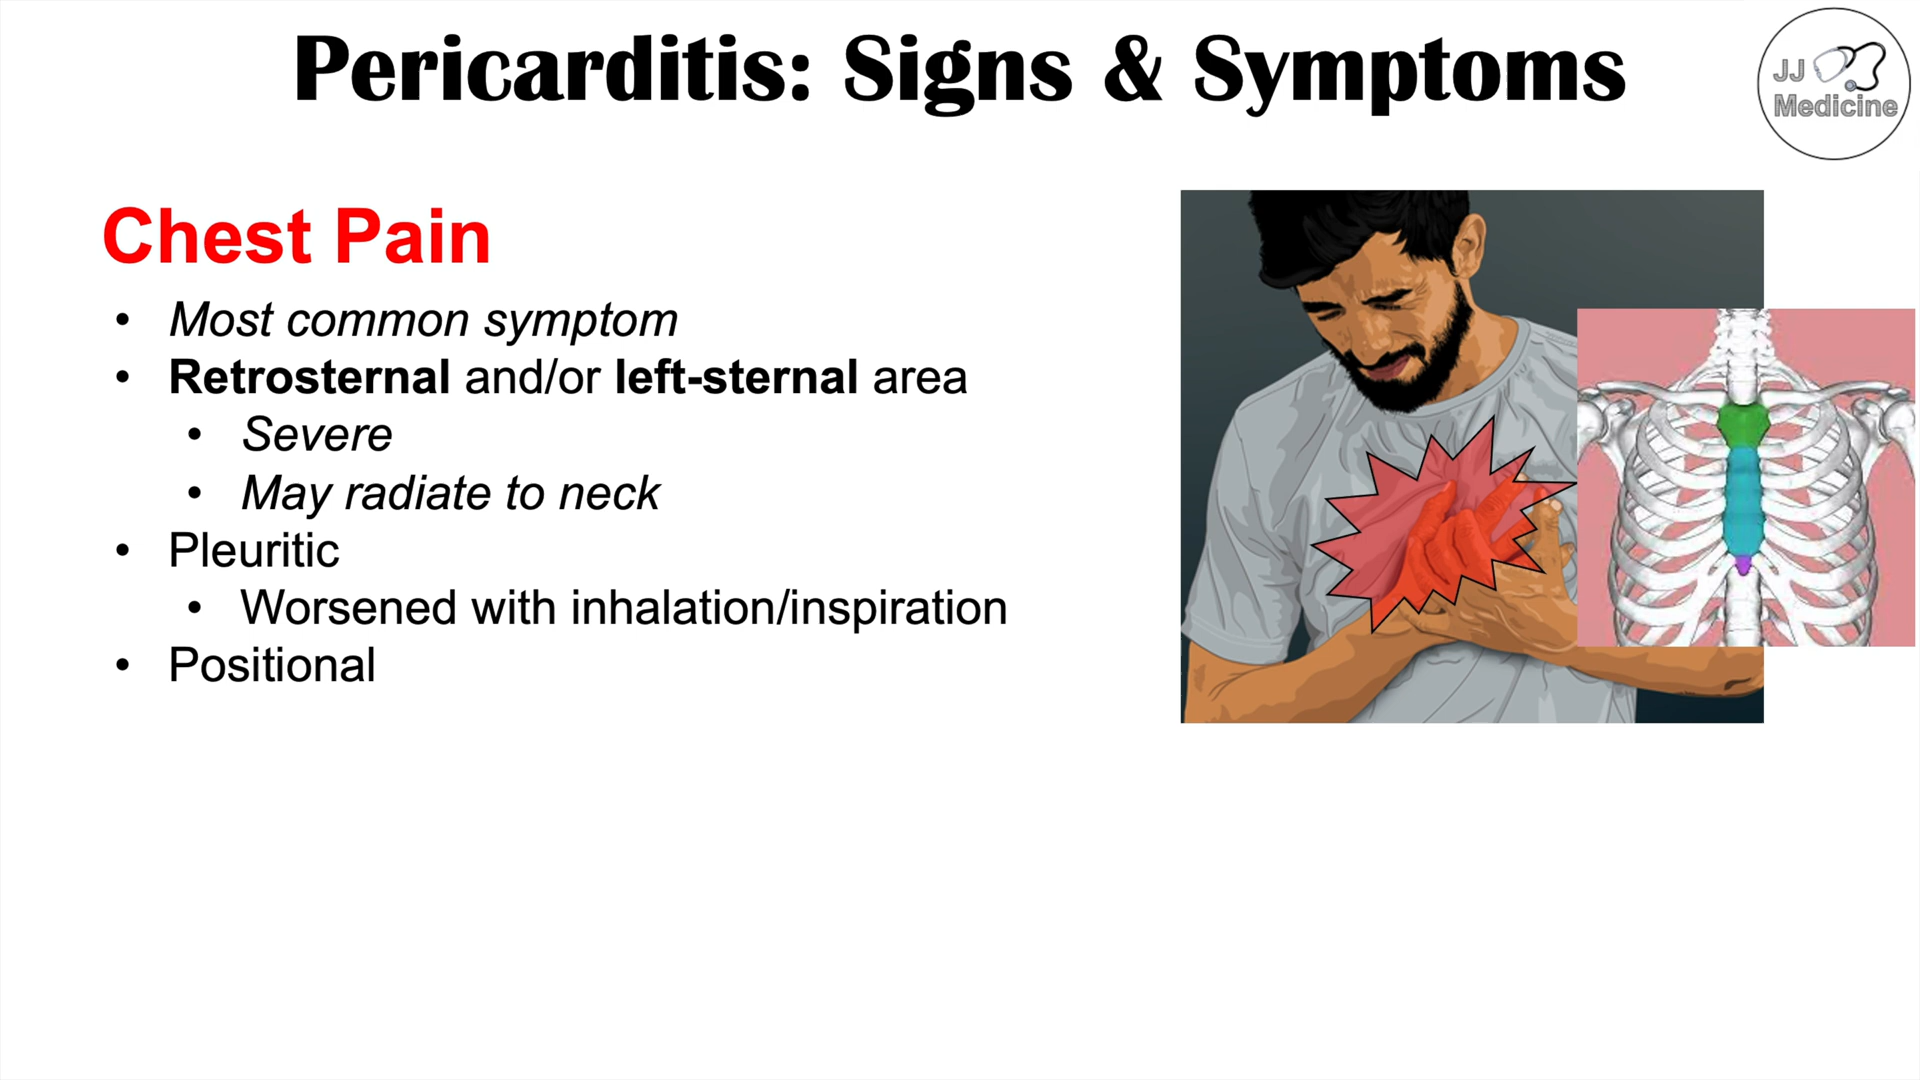 Pericarditis: Signs & Symptoms
JJ
Medicine
Chest Pain
• Most common symptom
• Retrosternal and/or left-sternal area
• Severe
• May radiate to neck
• Pleuritic
• Worsened with inhalation/inspiration
• Positional